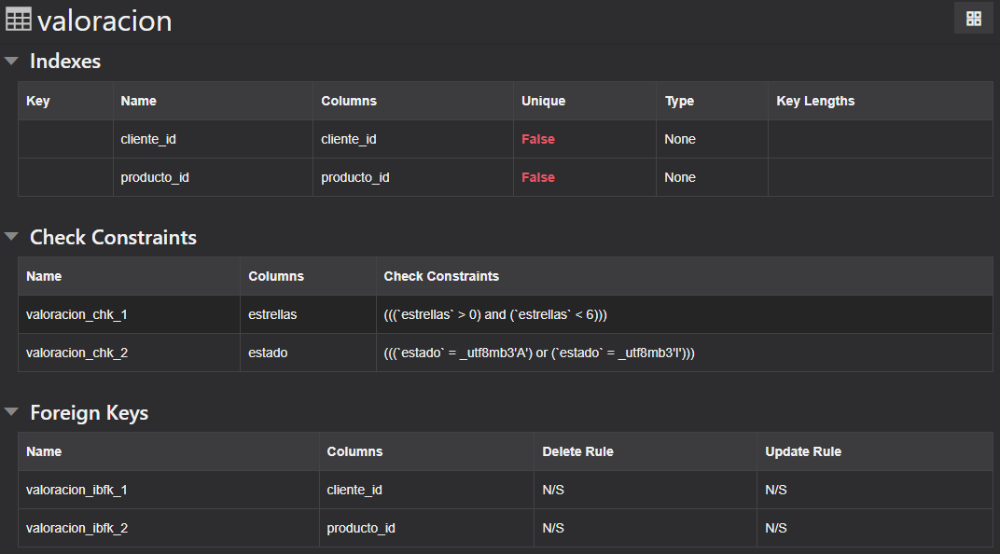 valoracion
Indexes
Key Name Columns Unique Type Key Lengths
cliente_id cliente_id False None
producto_id producto_id False None
Check Constraints
Name Columns Check Constraints
valoracion_chk_1 estrellas (((`estrellas` > 0) and (`estrellas` < 6)))
valoracion_chk_2 estado (((`estado` = _utf8mb3'A') or (`estado` = _utf8mb3'I')))
Foreign Keys
Name Columns Delete Rule Update Rule
valoracion_ibfk_1 cliente_id N/S N/S
valoracion_ibfk_2 producto_id N/S N/S